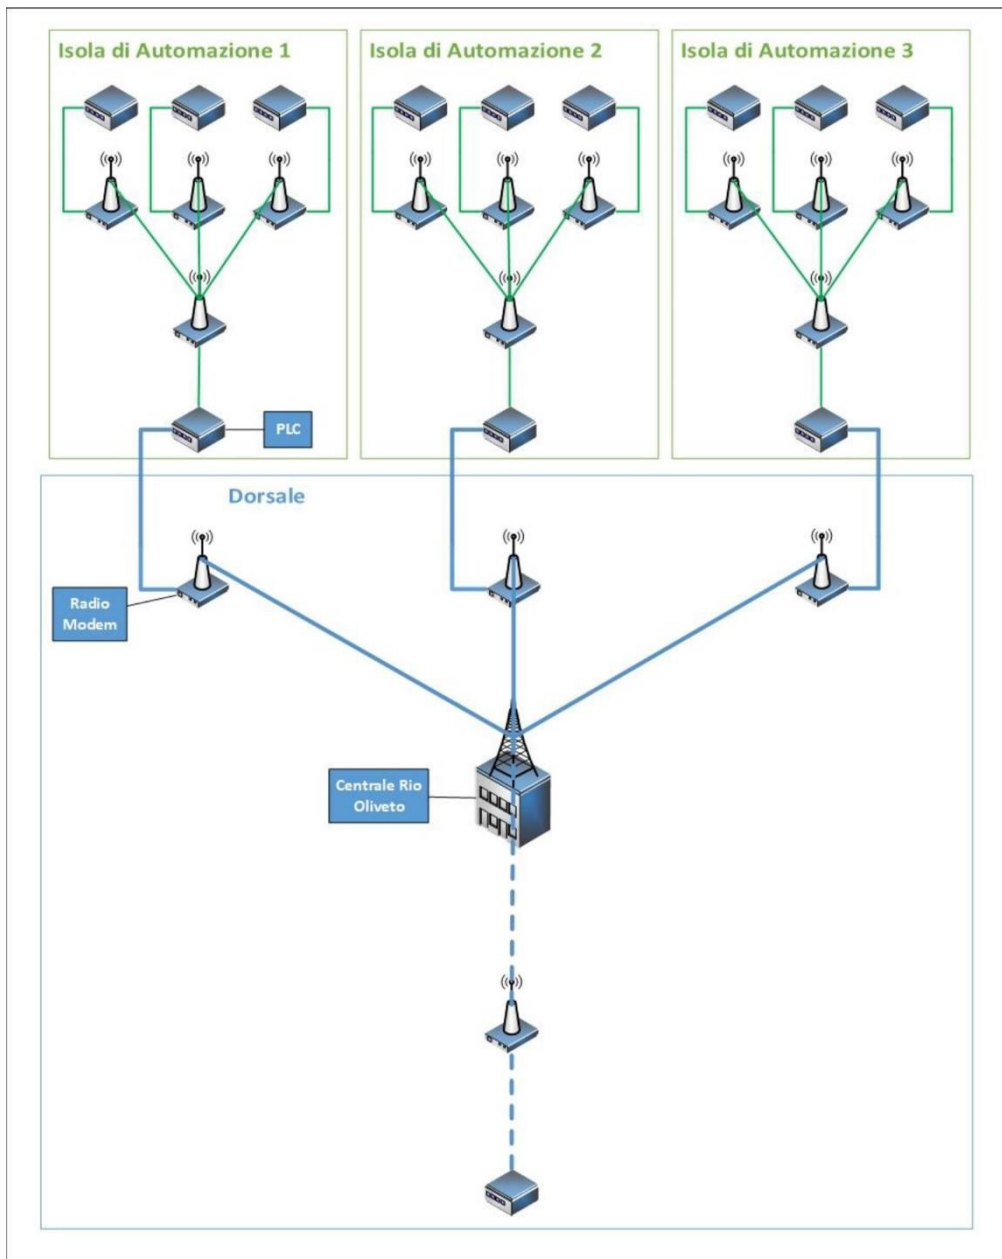 Isola di Automazione 1
Isola di Automazione 2
Isola di Automazione 3
PLC
Dorsale
Radio
Modem
Centrale Rio
Oliveto